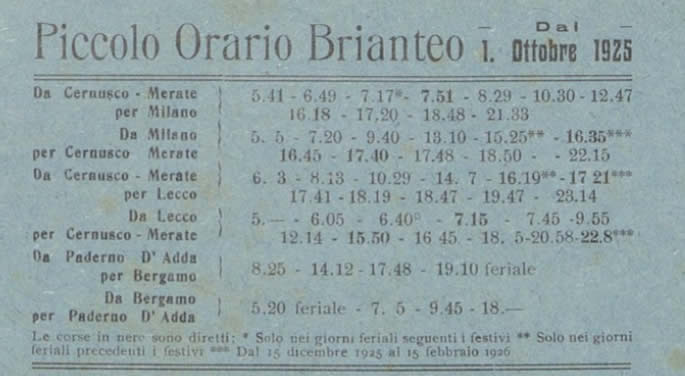 Piccolo Orario Brianteo – Dal –
1. Ottobre 1925
Da Cernusco - Merate 5.41 - 6.49 - 7.17*- 7.51 - 8.29 - 10.30 - 12.47
per Milano 16.18 - 17,20 - 18.48 - 21.33
Da Milano 5. 5 - 7.20 - 9.40 - 13.10 - 15.25** - 16.35***
per Cernusco Merate 16.45 - 17.40 - 17.48 - 18.50 - - 22.15
Da Cernusco - Merate 6. 3 - 8.13 - 10.29 - 14. 7 - 16.19**-17 21***
per Lecco 17.41 -18.19 - 18.47 - 19.47 - 23.14
Da Lecco 5.— - 6.05 - 6.40° - 7.15 - 7.45 -9.55
per Cernusco - Merate 12.14 - 15.50 - 16 45 - 18. 5-20.58-22.8***
Da Paderno D' Adda
per Bergamo 8.25 - 14.12 - 17.48 - 19.10 feriale
Da Bergamo
per Paderno D' Adda 5.20 feriale - 7. 5 - 9.45 - 18.—
Le corse in nero sono diretti; * Solo nei giorni feriali seguenti i festivi ** Solo nei giorni
feriali precedenti i festivi *** Dal 15 dicembre 1925 al 15 febbraio 1926